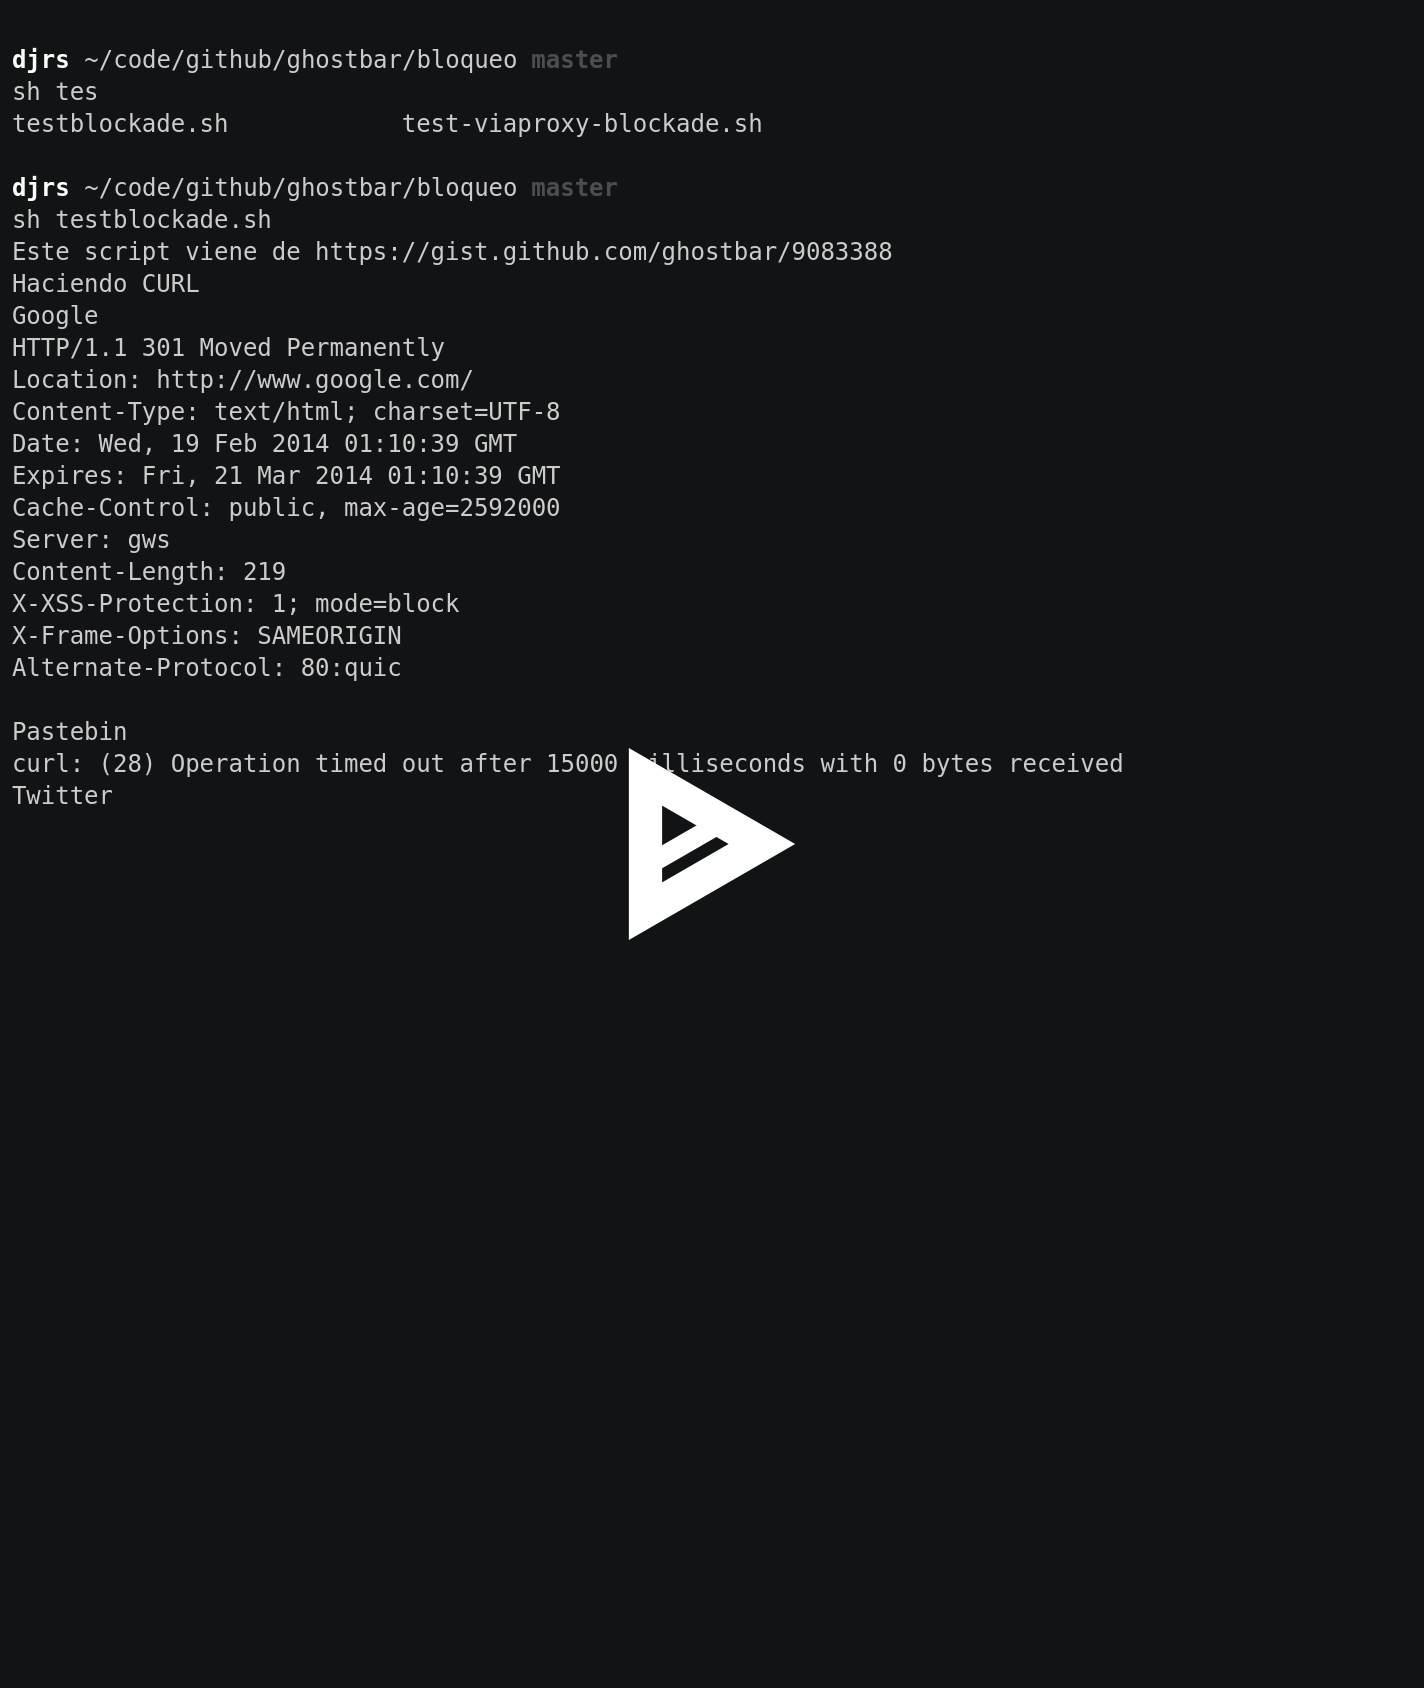 djrs ~/code/github/ghostbar/bloqueo master
sh tes
testblockade.sh            test-viaproxy-blockade.sh
djrs ~/code/github/ghostbar/bloqueo master
sh testblockade.sh
Este script viene de https://gist.github.com/ghostbar/9083388
Haciendo CURL
Google
HTTP/1.1 301 Moved Permanently
Location: http://www.google.com/
Content-Type: text/html; charset=UTF-8
Date: Wed, 19 Feb 2014 01:10:39 GMT
Expires: Fri, 21 Mar 2014 01:10:39 GMT
Cache-Control: public, max-age=2592000
Server: gws
Content-Length: 219
X-XSS-Protection: 1; mode=block
X-Frame-Options: SAMEORIGIN
Alternate-Protocol: 80:quic
Pastebin
curl: (28) Operation timed out after 15000 milliseconds with 0 bytes received
Twitter